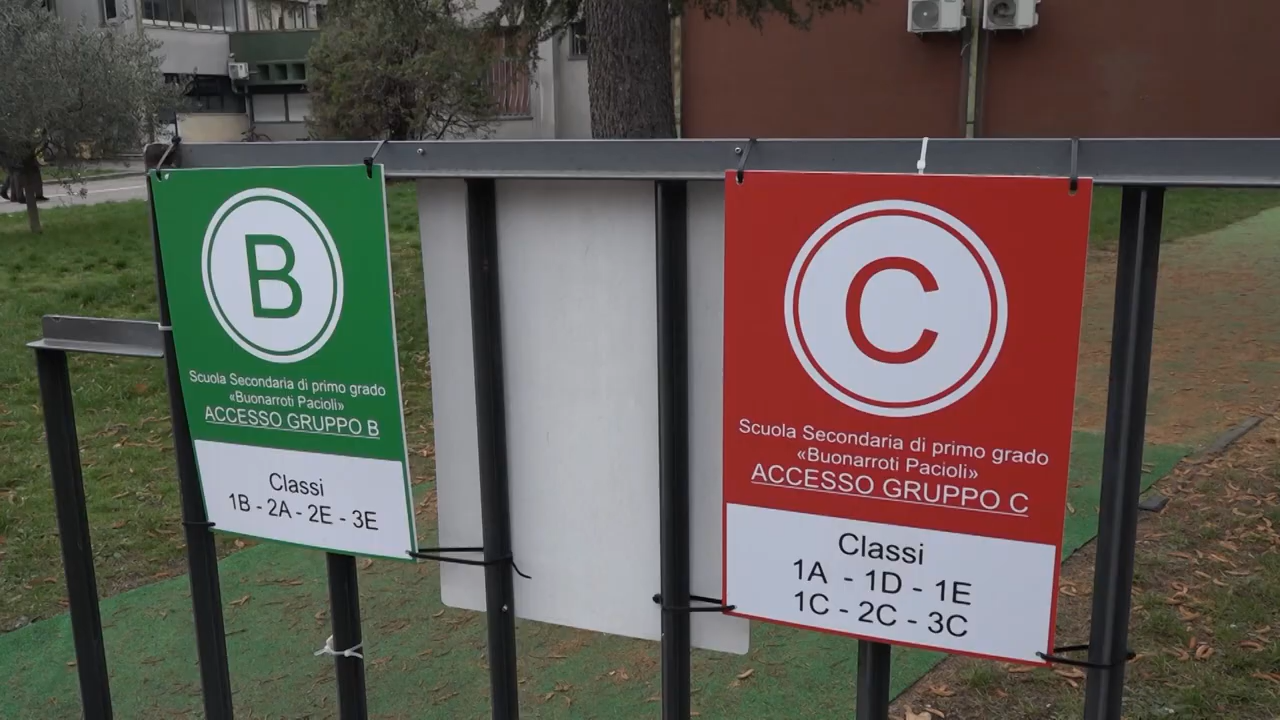 B
Scuola Secondaria di primo grado
«Buonarroti Pacioli»
ACCESSO GRUPPO B
Classi
1B - 2A - 2E - 3E
C
Scuola Secondaria di primo grado
«Buonarroti Pacioli»
ACCESSO GRUPPO C
Classi
1A - 1D - 1E
1C - 2C - 3C